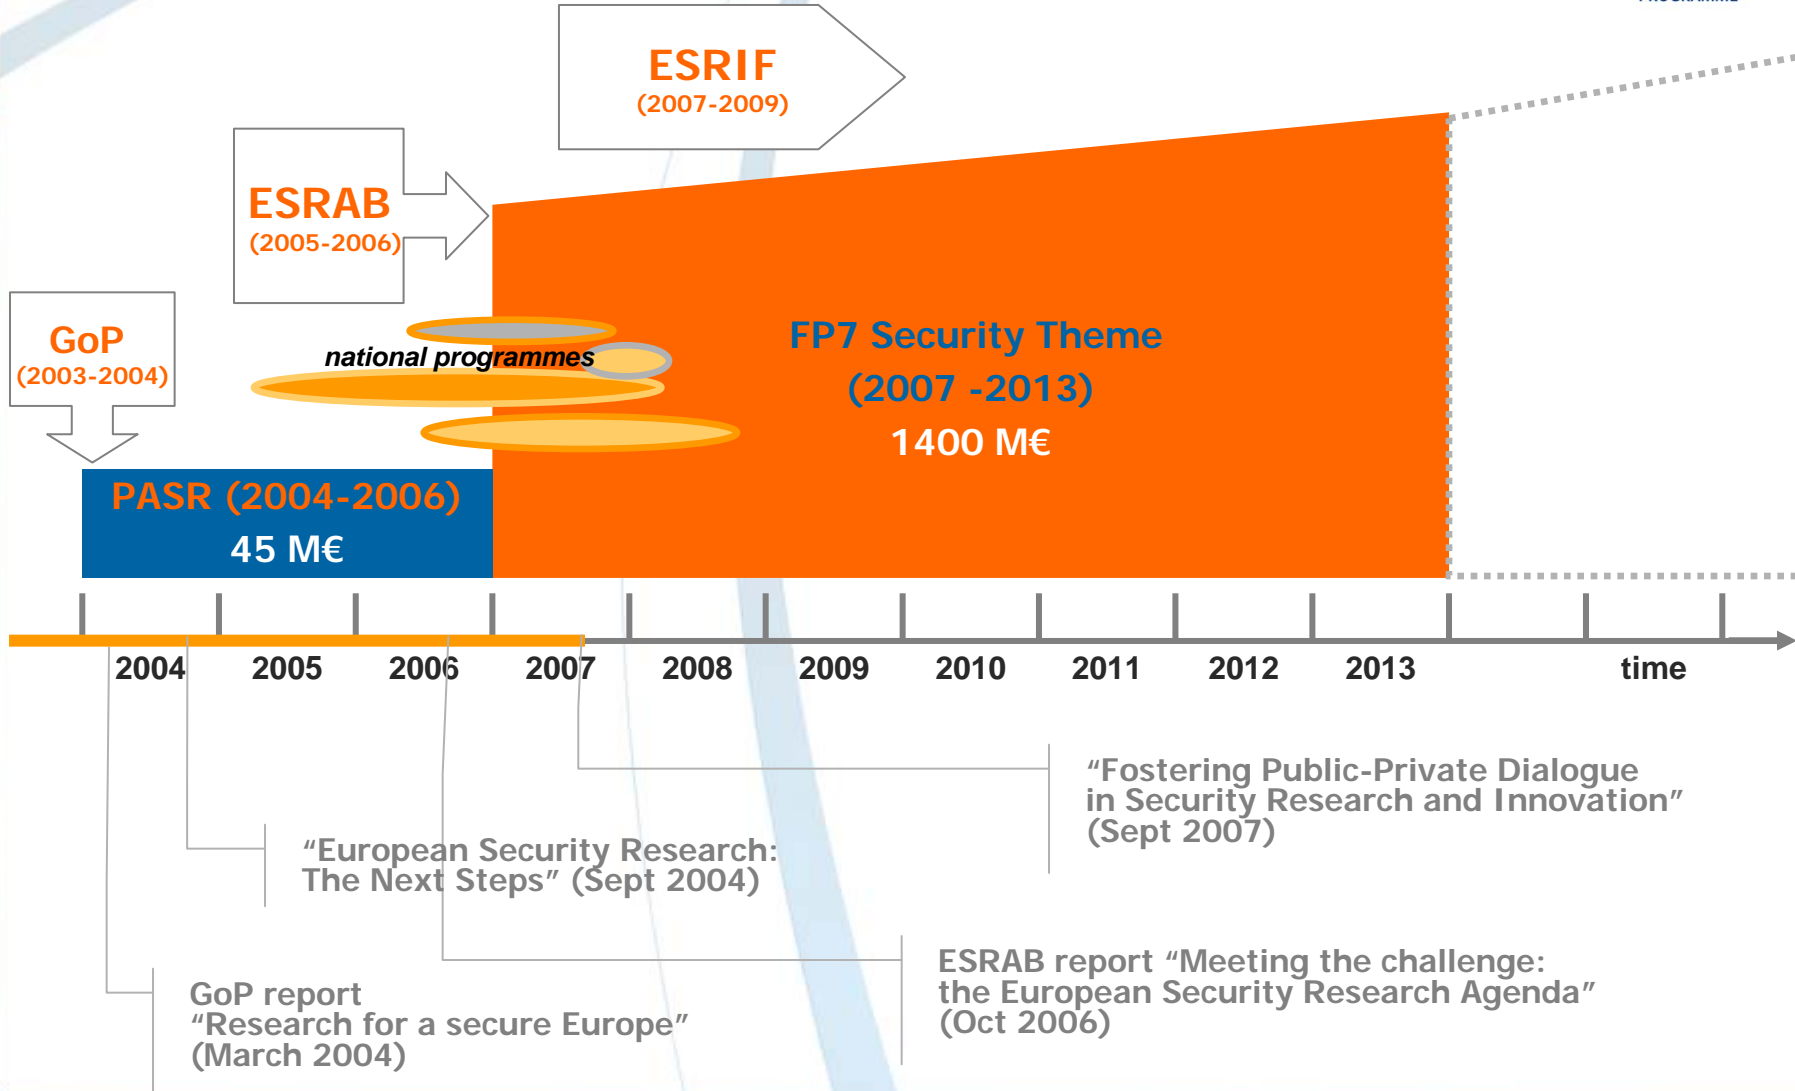 ESRIF
(2007-2009)
ESRAB
(2005-2006)
GoP
(2003-2004)
national programmes
FP7 Security Theme
(2007 -2013)
1400 M€
PASR (2004-2006)
45 M€
2004 2005 2006 2007 2008 2009 2010 2011 2012 2013 time
“Fostering Public-Private Dialogue
in Security Research and Innovation”
(Sept 2007)
“European Security Research:
The Next Steps” (Sept 2004)
ESRAB report “Meeting the challenge:
the European Security Research Agenda”
(Oct 2006)
GoP report
“Research for a secure Europe”
(March 2004)